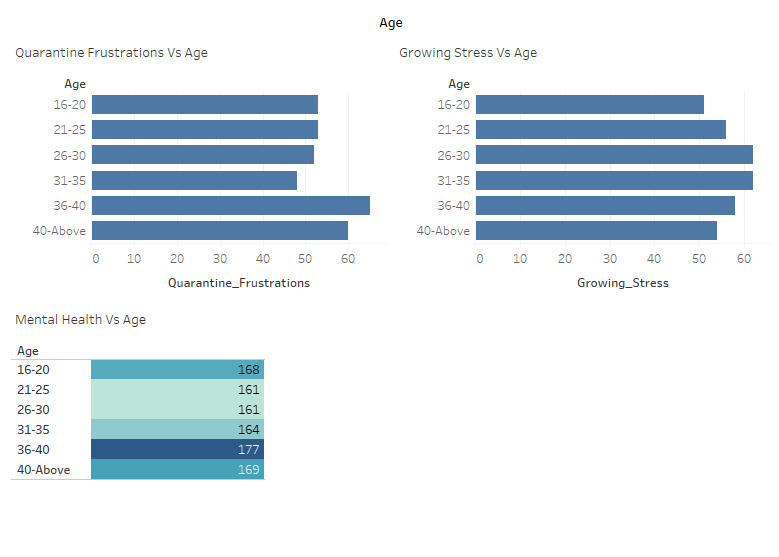 Age
Quarantine Frustrations Vs Age
Age
16-20
21-25
26-30
31-35
36-40
40-Above
0 10 20 30 40 50 60
Quarantine_Frustrations
Growing Stress Vs Age
Age
16-20
21-25
26-30
31-35
36-40
40-Above
0 10 20 30 40 50 60
Growing_Stress
Mental Health Vs Age
Age
16-20 168
21-25 161
26-30 161
31-35 164
36-40 177
40-Above 169